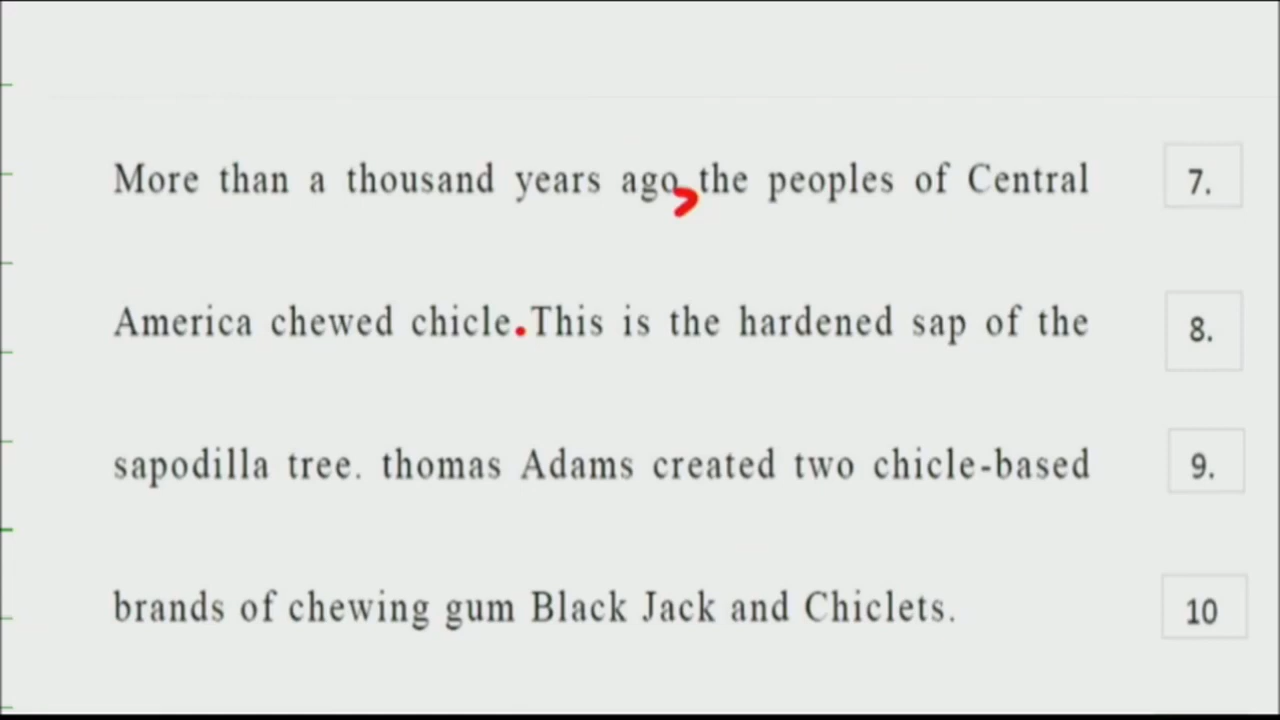 More than a thousand years ago, the peoples of Central 7.
America chewed chicle. This is the hardened sap of the 8.
sapodilla tree. thomas Adams created two chicle-based 9.
brands of chewing gum Black Jack and Chiclets. 10